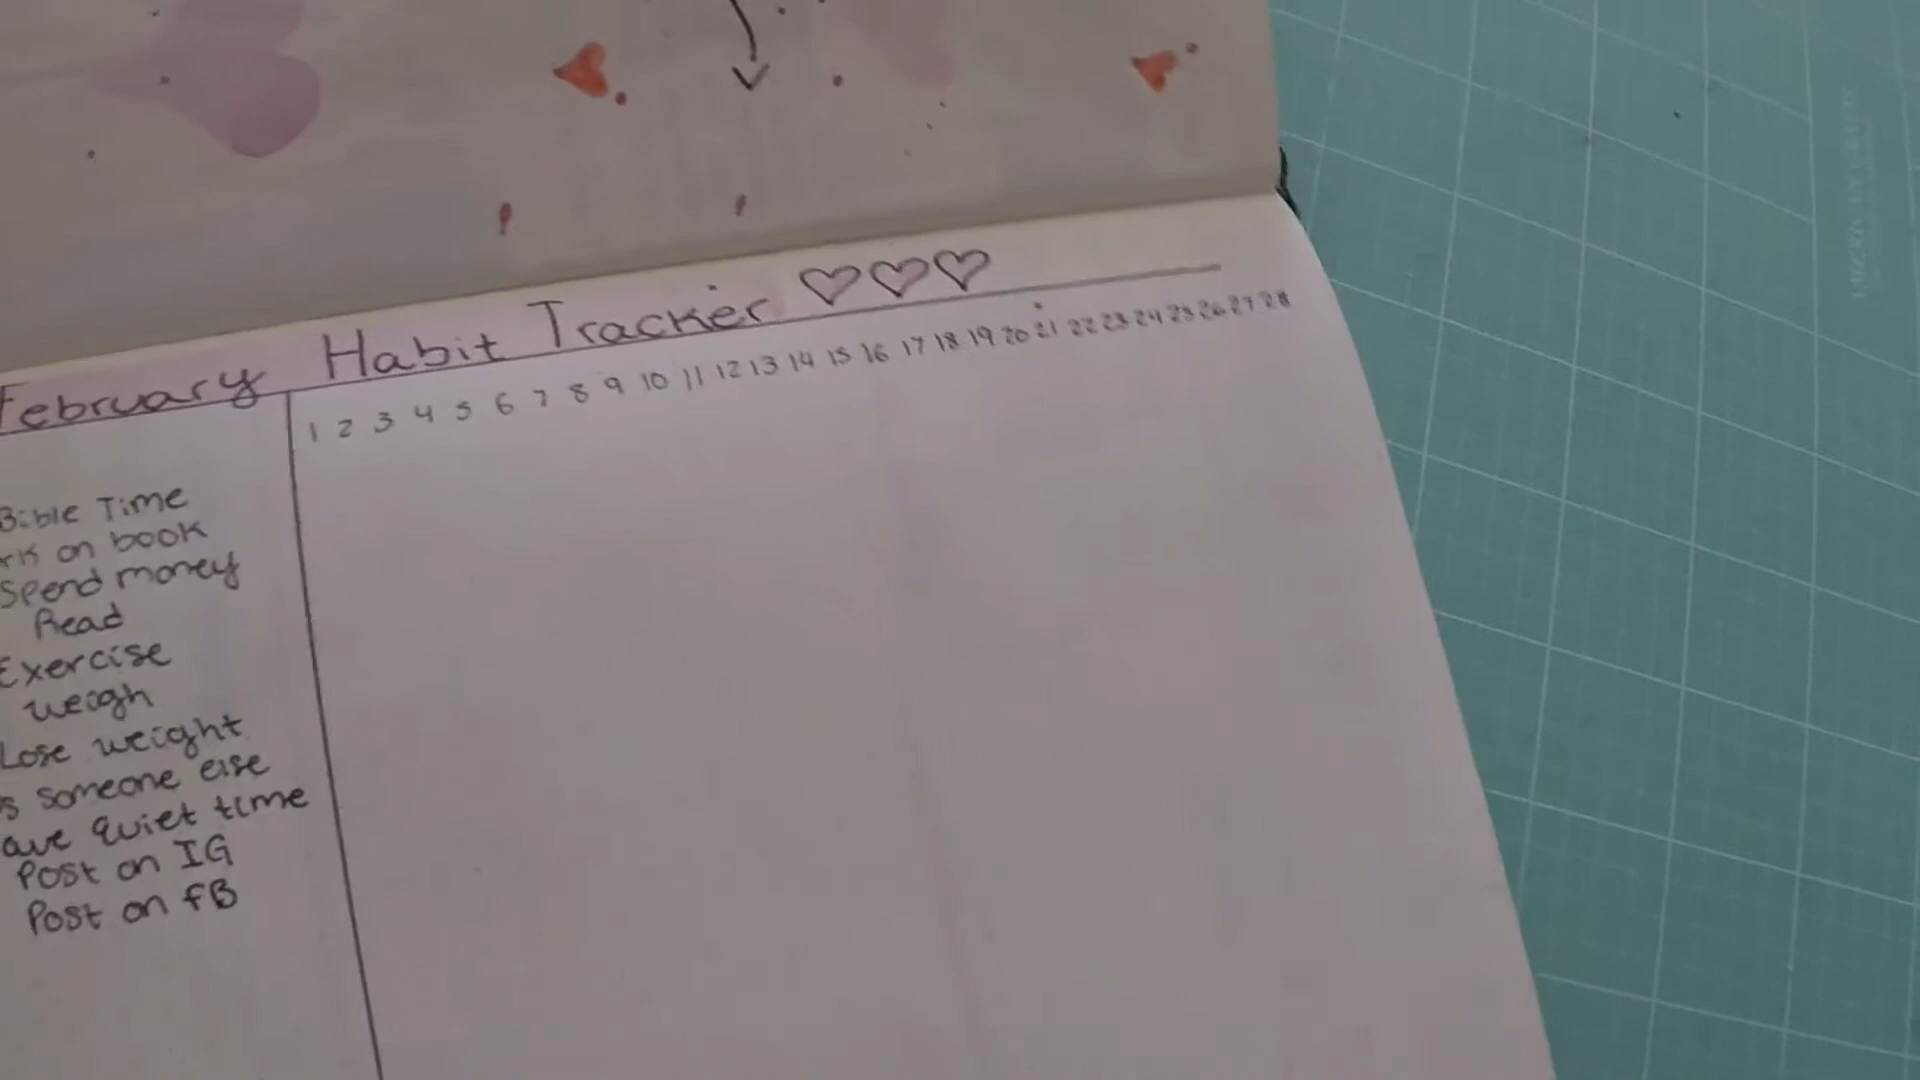 February Habit Tracker
1 2 3 4 5 6 7 8 9 10 11 12 13 14 15 16 17 18 19 20 21 22 23 24 25 26 27 28
Bible Time
on book
Spend money
Read
Exercise
weigh
Lose weight
someone else
quiet time
Post on IG
Post on fB